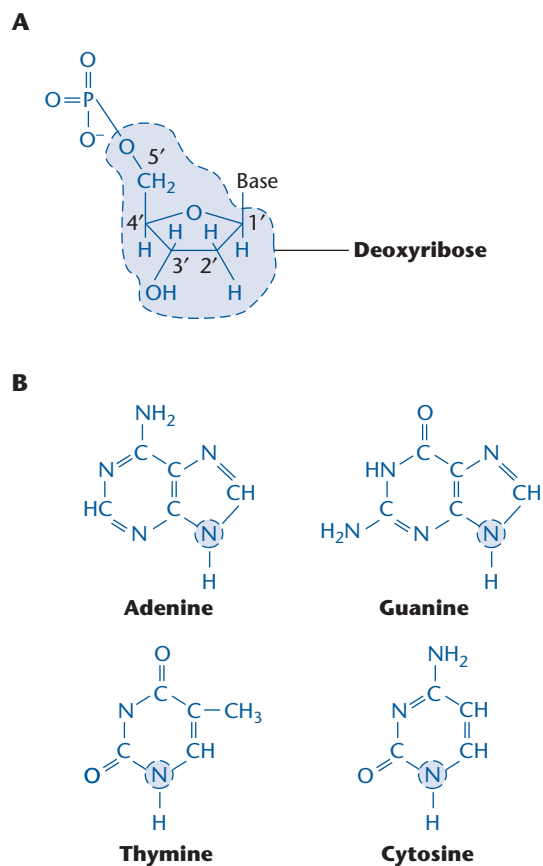 A
O
O=P
O⁻
O
5′
CH₂
Base
O
4′
H
H
H
1′
H
3′
2′
Deoxyribose
OH
H
B
NH₂
N
C
C
N
HC
N
C
CH
N
H
Adenine
O
HN
C
C
N
H₂N
C
N
C
CH
N
H
Guanine
O
C
N
C–CH₃
C
CH
O
N
H
Thymine
NH₂
C
N
CH
C
CH
O
N
H
Cytosine